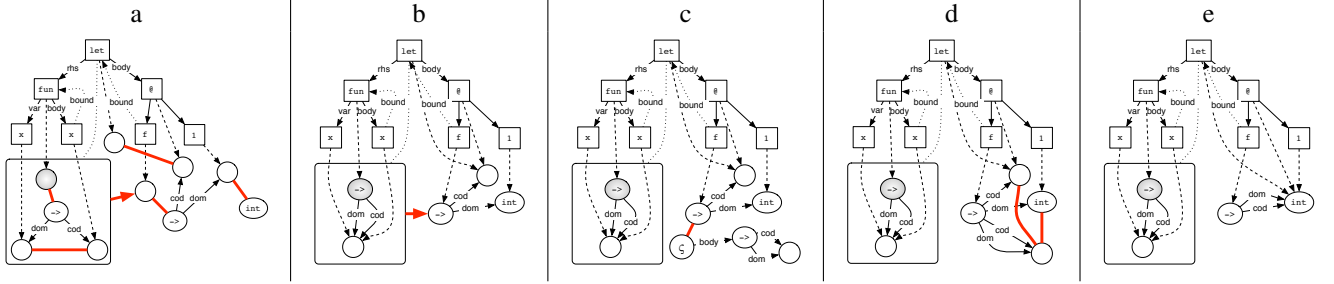 a b c d e
let let let let let
rhs body rhs body rhs body rhs body rhs body
fun @ fun @ fun @ fun @ fun @
var body bound bound var body bound bound var body bound bound var body bound bound var body bound bound
x x f 1 x x f 1 x x f 1 x x f 1 x x f 1
-> -> -> -> ->
cod dom cod dom cod dom cod dom
int int int int int
-> dom cod -> dom cod -> dom cod -> dom cod dom cod
dom cod -> ς body -> cod dom cod dom